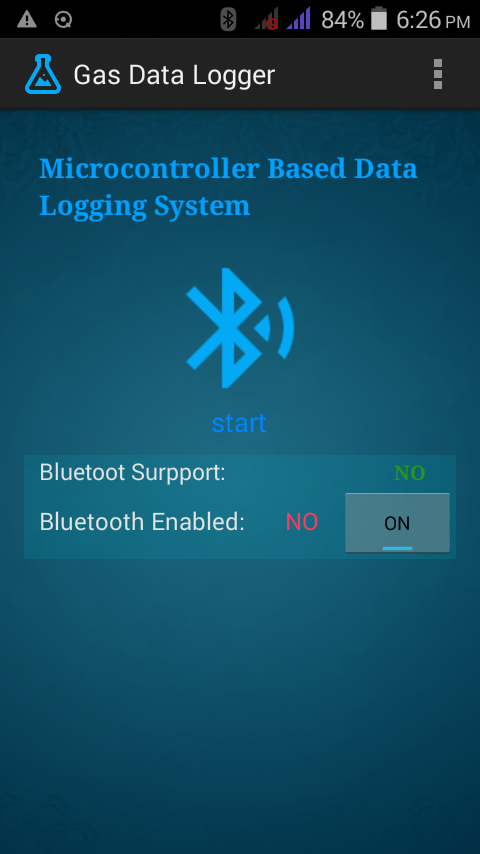 84% 6:26 PM
Gas Data Logger
Microcontroller Based Data
Logging System
start
Bluetoot Surpport: NO
Bluetooth Enabled: NO ON